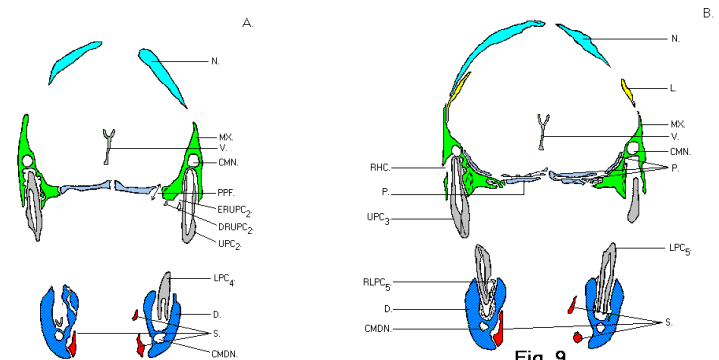 A.
N.
MX.
V.
CMN.
PPF.
ERUPC2.
DRUPC2.
UPC2.
LPC4.
D.
S.
CMDN.
B.
N.
L.
MX.
V.
CMN.
RHC.
P.
P.
UPC3
LPC5.
RLPC5
D.
CMDN.
S.
Fig. 9